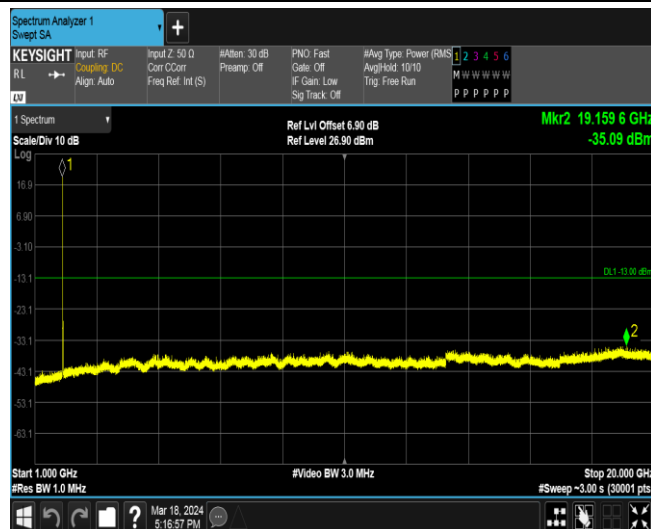 Spectrum Analyzer 1
Swept SA
+
KEYSIGHT
RL
LXI
Input: RF
Coupling: DC
Align: Auto
Input Z: 50 Ω
Corr CCorr
Freq Ref: Int (S)
#Atten: 30 dB
Preamp: Off
PNO: Fast
Gate: Off
IF Gain: Low
Sig Track: Off
#Avg Type: Power (RMS
Avg|Hold: 10/10
Trig: Free Run
1 2 3 4 5 6
M W W W W W
P P P P P P
1 Spectrum
Scale/Div 10 dB
Ref Lvl Offset 6.90 dB
Ref Level 26.90 dBm
Mkr2 19.159 6 GHz
-35.09 dBm
Log
1
16.9
6.90
-3.10
-13.1
DL1 -13.00 dBm
-23.1
-33.1
2
-43.1
-53.1
-63.1
Start 1.000 GHz
#Video BW 3.0 MHz
Stop 20.000 GHz
#Res BW 1.0 MHz
#Sweep ~3.00 s (30001 pts)
?
Mar 18, 2024
5:16:57 PM